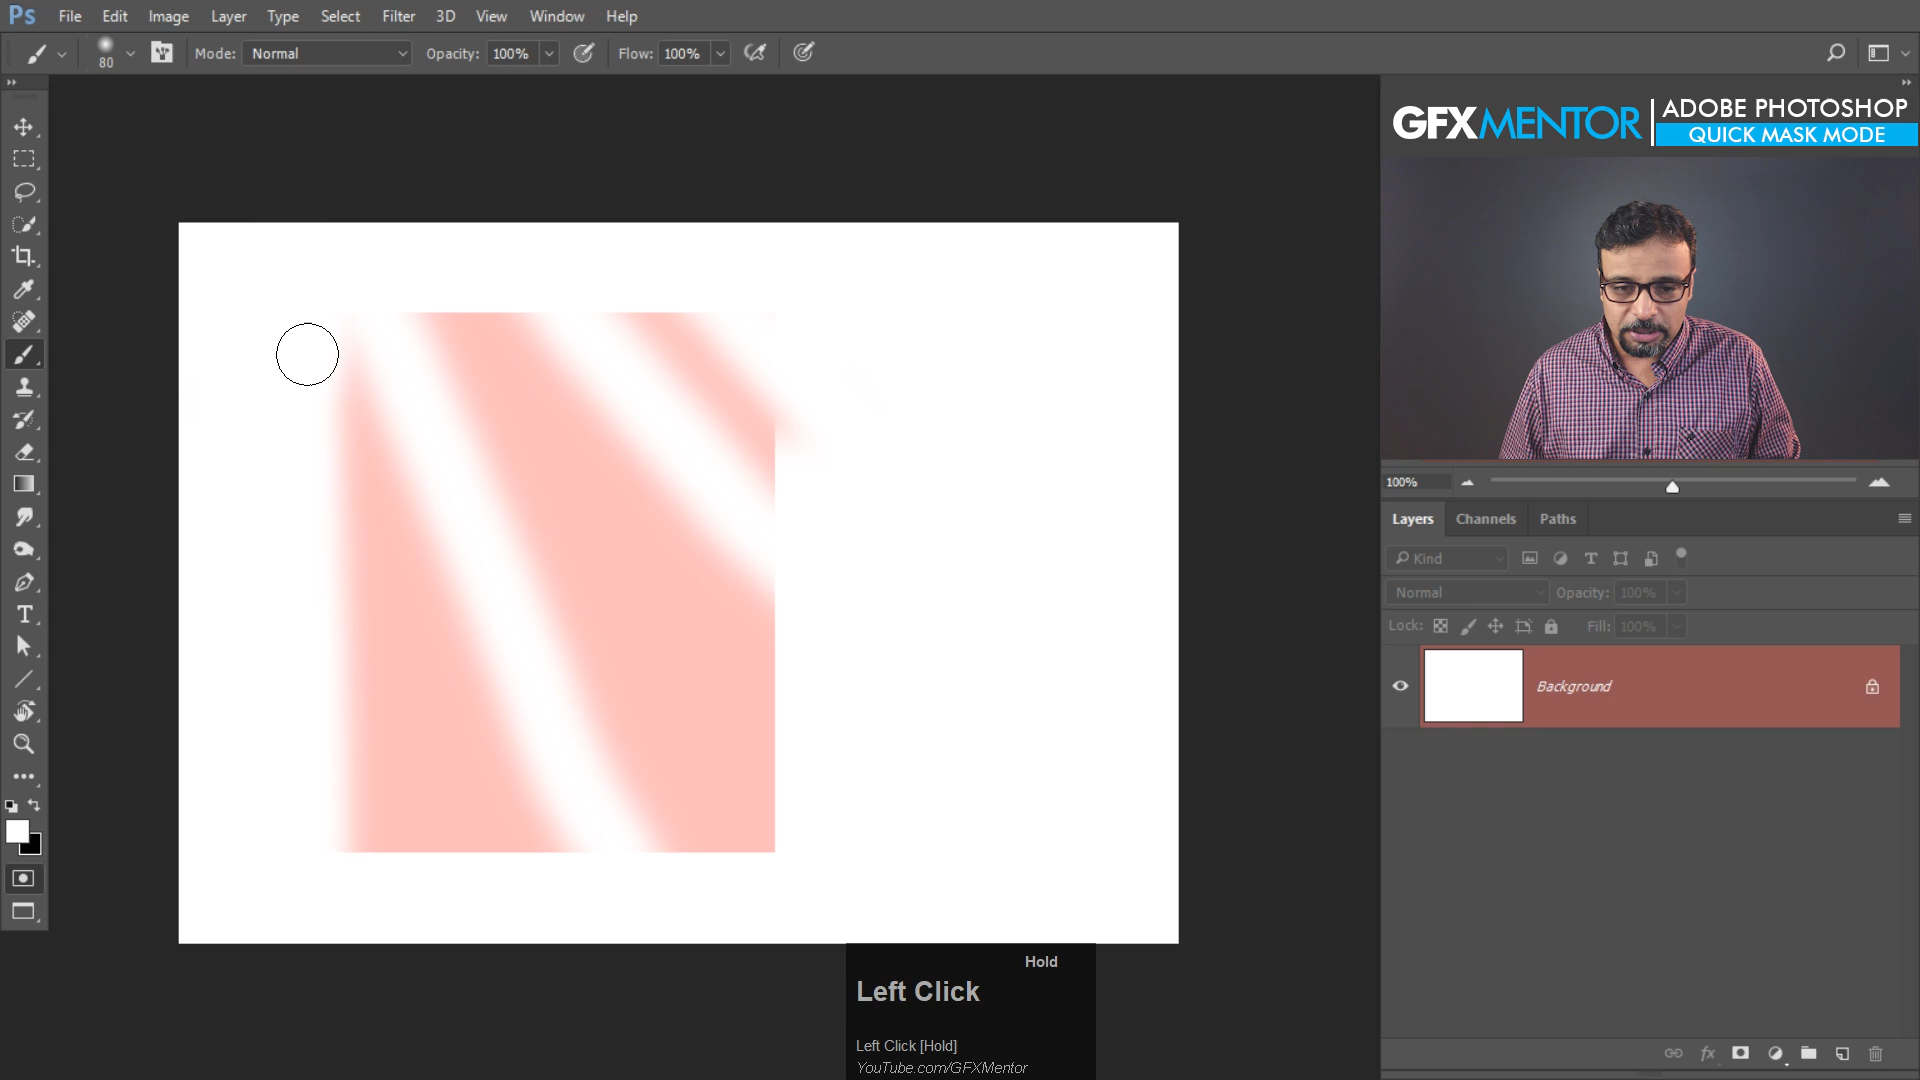 Ps File Edit Image Layer Type Select Filter 3D View Window Help
80 Mode: Normal Opacity: 100% Flow: 100%
GFXMENTOR ADOBE PHOTOSHOP
QUICK MASK MODE
100%
Layers Channels Paths
Kind T
Normal Opacity: 100%
Lock: Fill: 100%
Background
T
fx
Hold
Left Click
Left Click [Hold]
YouTube.com/GFXMentor